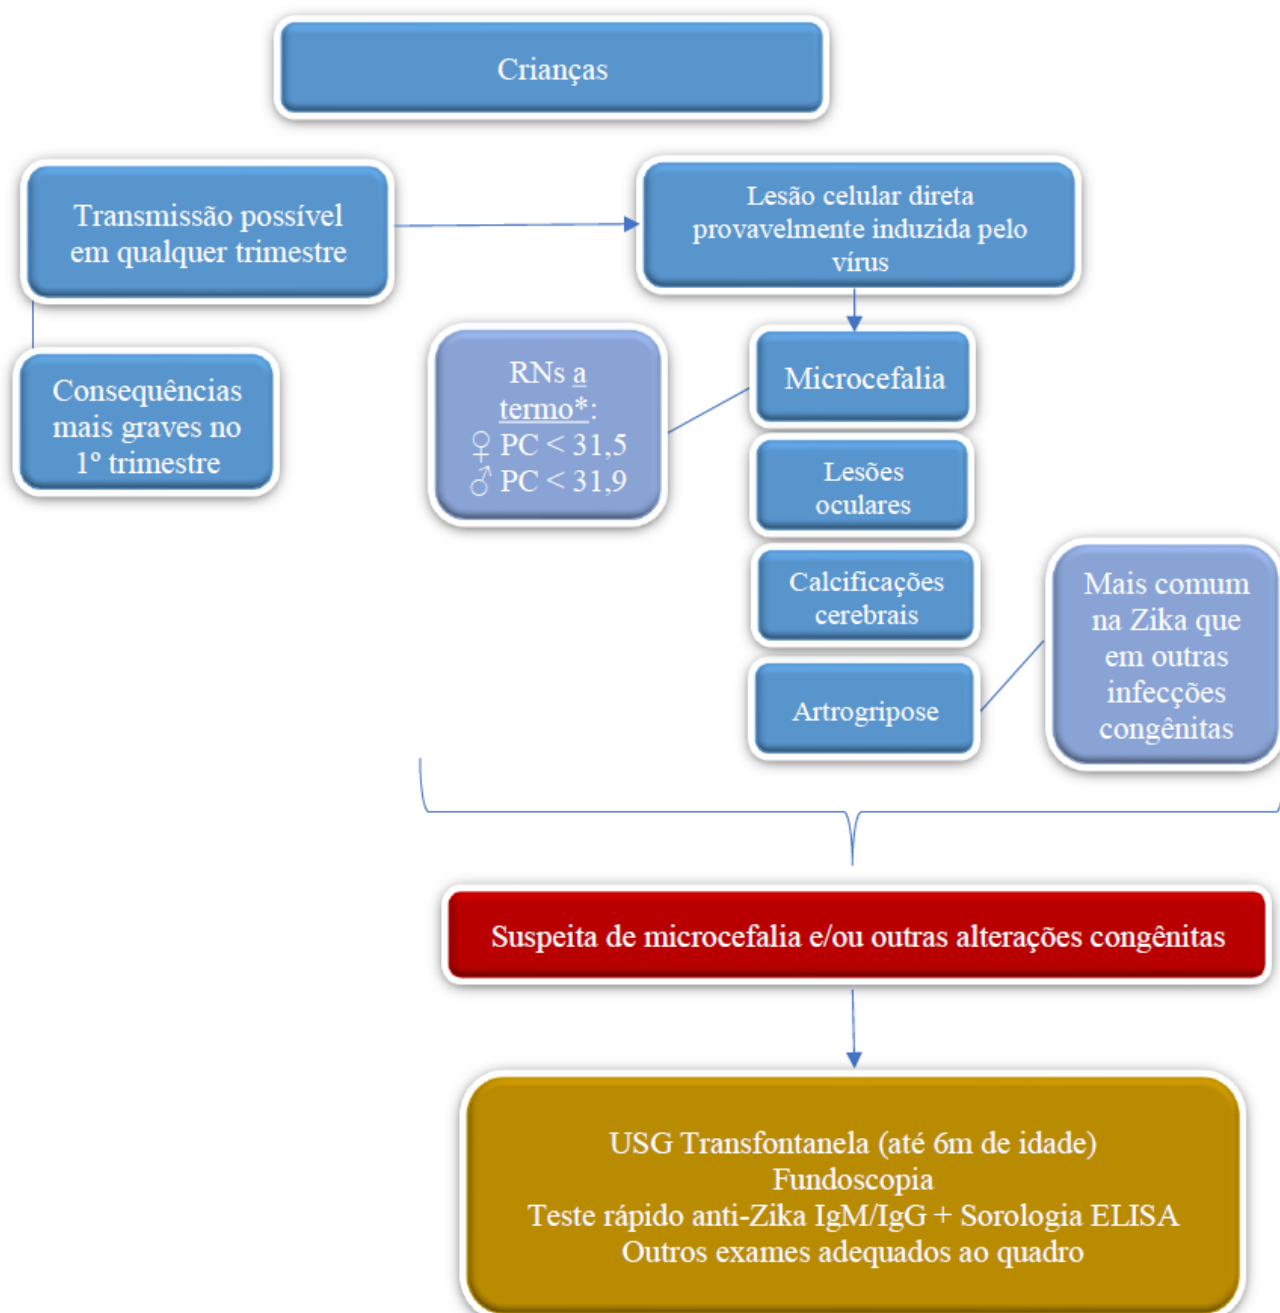 Crianças
Transmissão possível
em qualquer trimestre
Lesão celular direta
provavelmente induzida pelo
vírus
Consequências
mais graves no
1º trimestre
RNs a
termo*:
♀ PC < 31,5
♂ PC < 31,9
Microcefalia
Lesões
oculares
Calcificações
cerebrais
Artrogripose
Mais comum
na Zika que
em outras
infecções
congênitas
Suspeita de microcefalia e/ou outras alterações congênitas
USG Transfontanela (até 6m de idade)
Fundoscopia
Teste rápido anti-Zika IgM/IgG + Sorologia ELISA
Outros exames adequados ao quadro